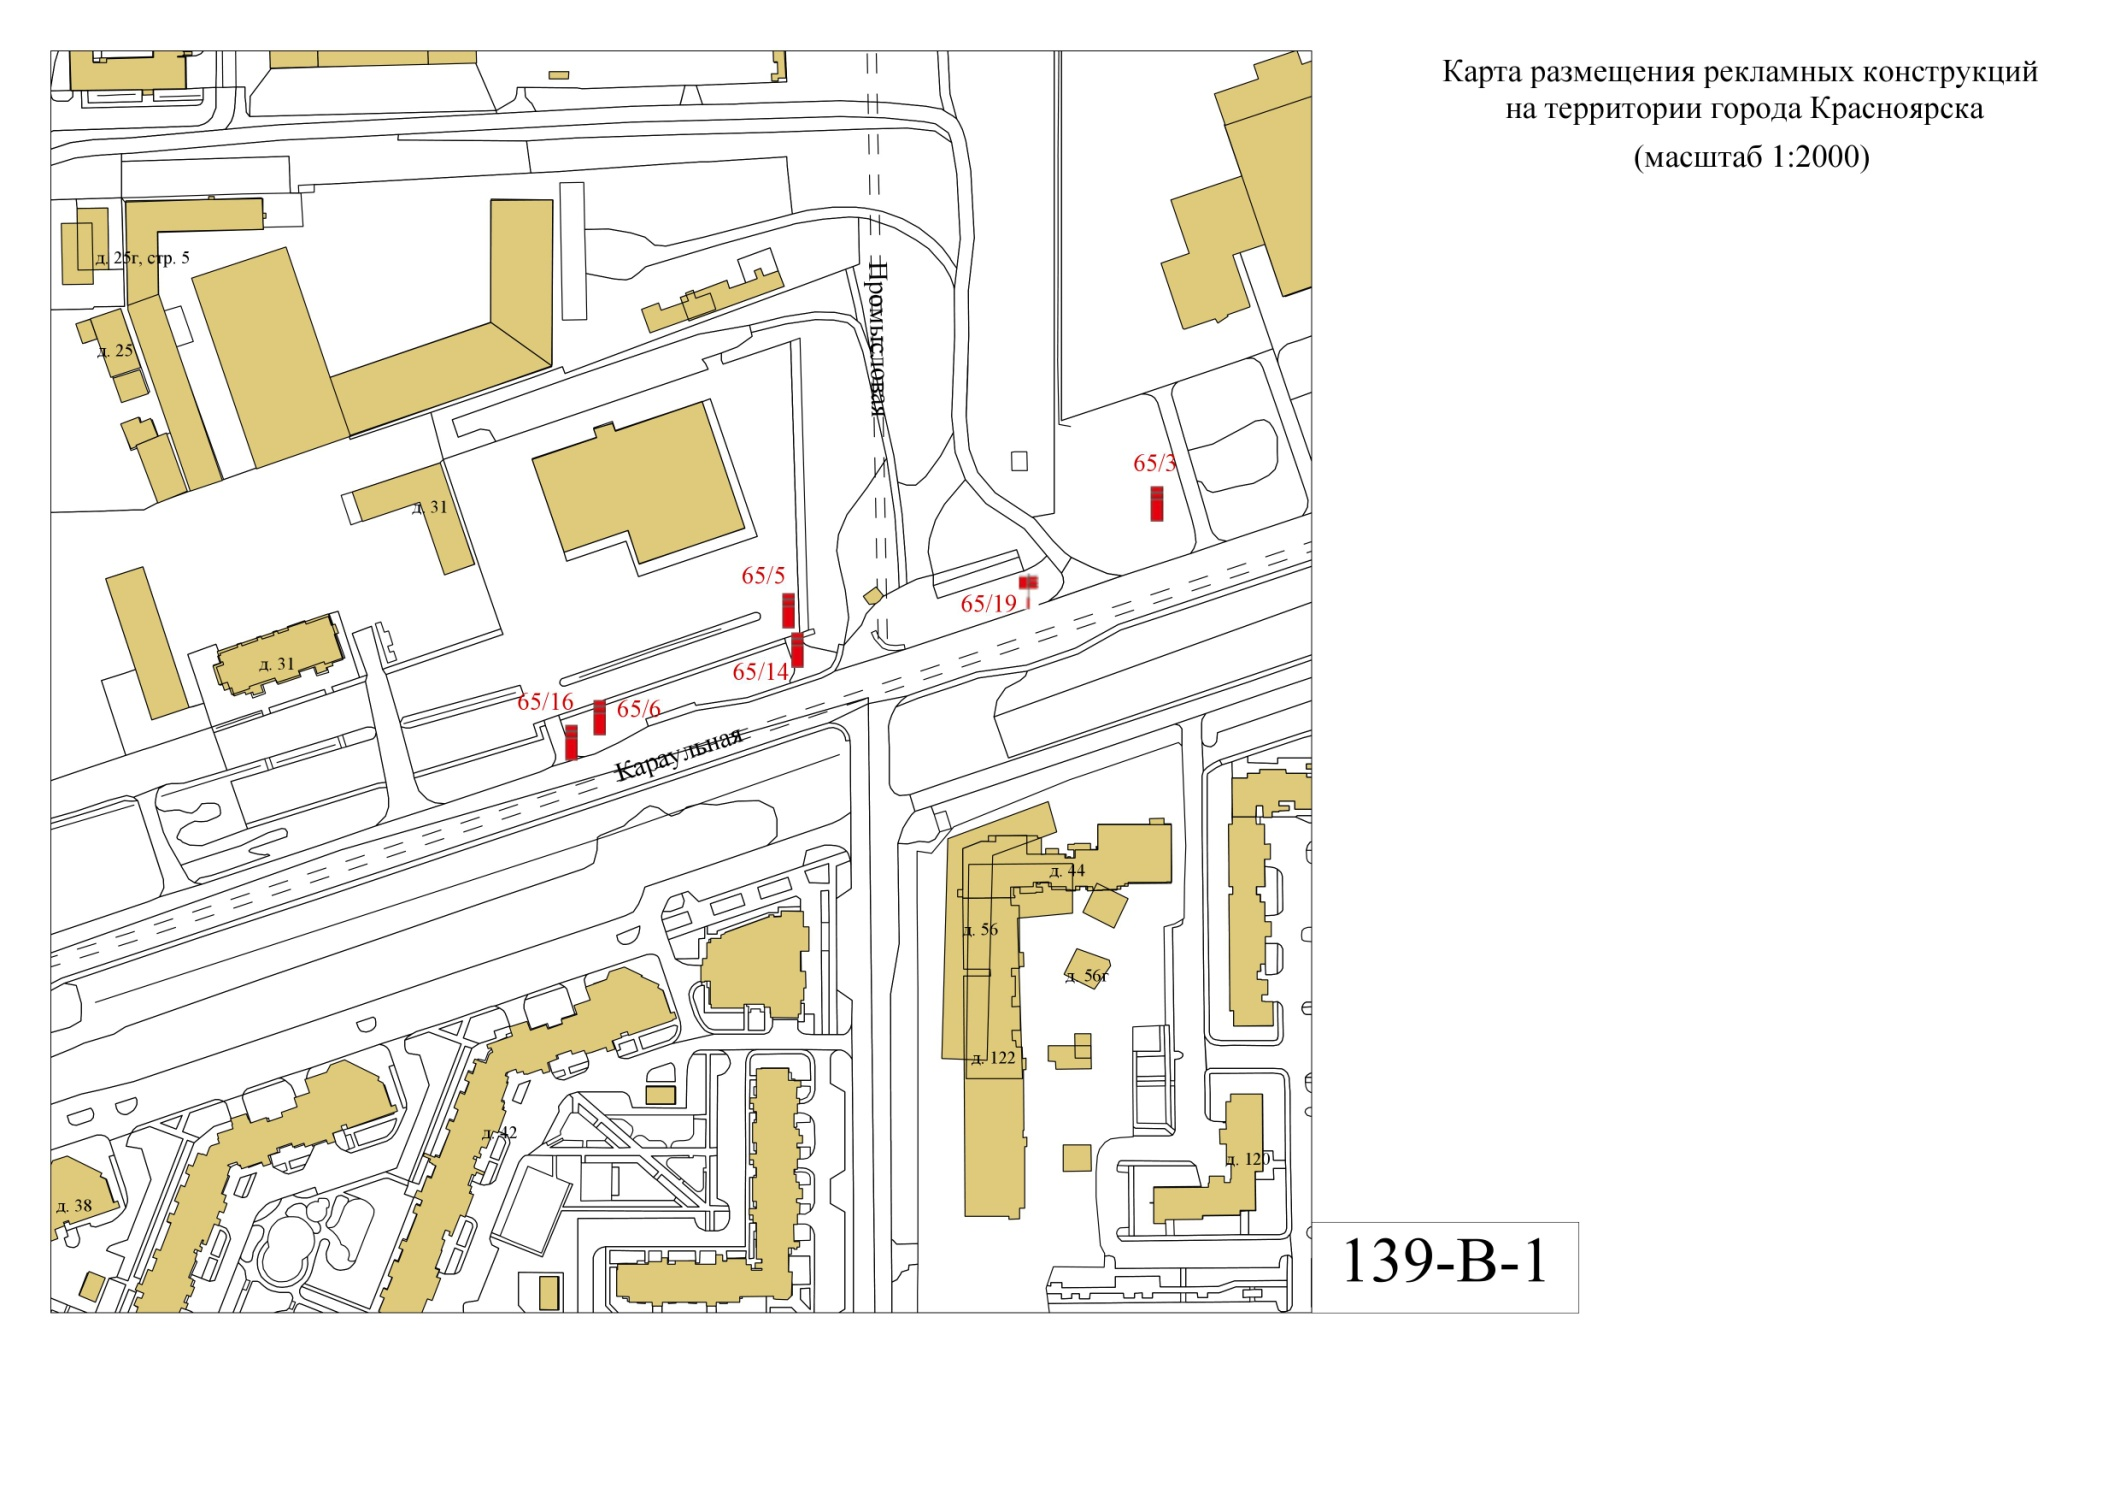 Карта размещения рекламных конструкций
на территории города Красноярска
(масштаб 1:2000)
д. 25г, стр. 5
Промысловая
д. 25
65/3
д. 31
65/5
65/19
д. 31
65/14
65/16
65/6
Караульная
д. 44
д. 56
д. 56г
д. 122
д. 42
д. 120
д. 38
139-В-1